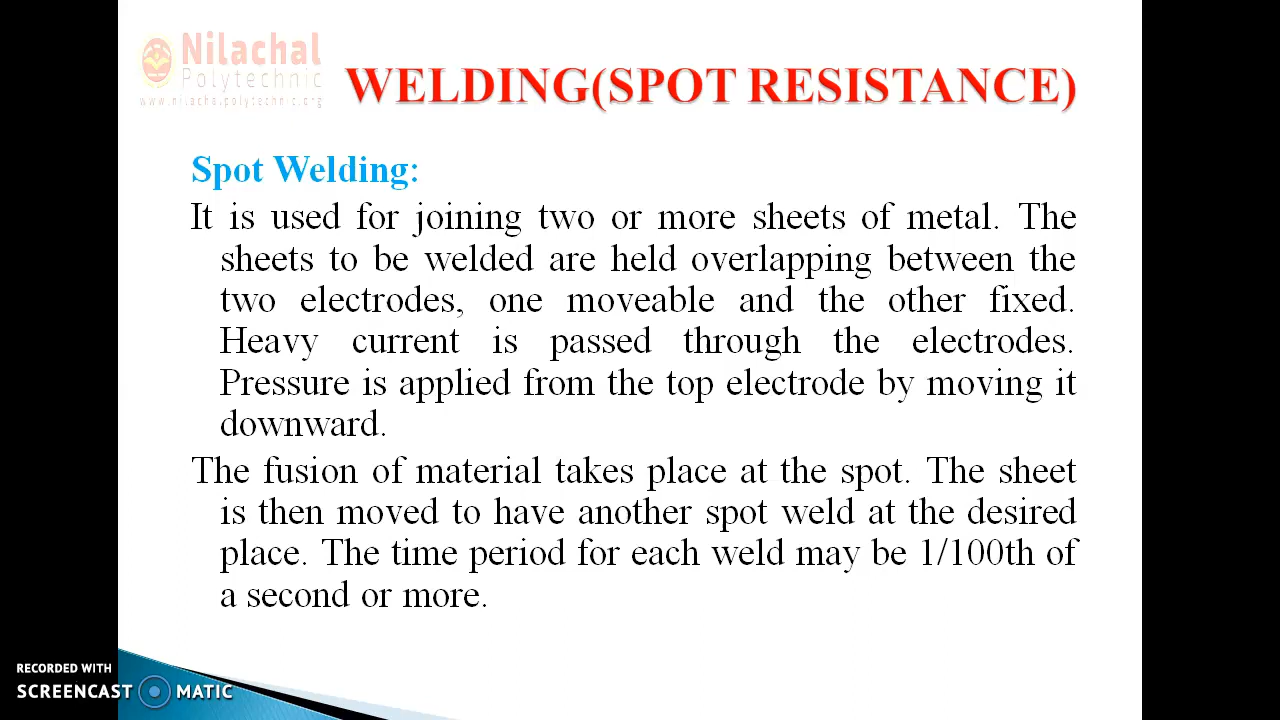 Nilachal
Polytechnic
www.nilachalpolytechnic.org
WELDING(SPOT RESISTANCE)
Spot Welding:
It is used for joining two or more sheets of metal. The
sheets to be welded are held overlapping between the
two electrodes, one moveable and the other fixed.
Heavy current is passed through the electrodes.
Pressure is applied from the top electrode by moving it
downward.
The fusion of material takes place at the spot. The sheet
is then moved to have another spot weld at the desired
place. The time period for each weld may be 1/100th of
a second or more.
RECORDED WITH
SCREENCAST MATIC